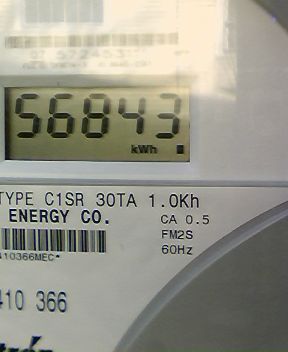 56843
kWh
TYPE C1SR 30TA 1.0Kh
ENERGY CO.
CA 0.5
FM2S
60Hz
410366MEC*
410 366